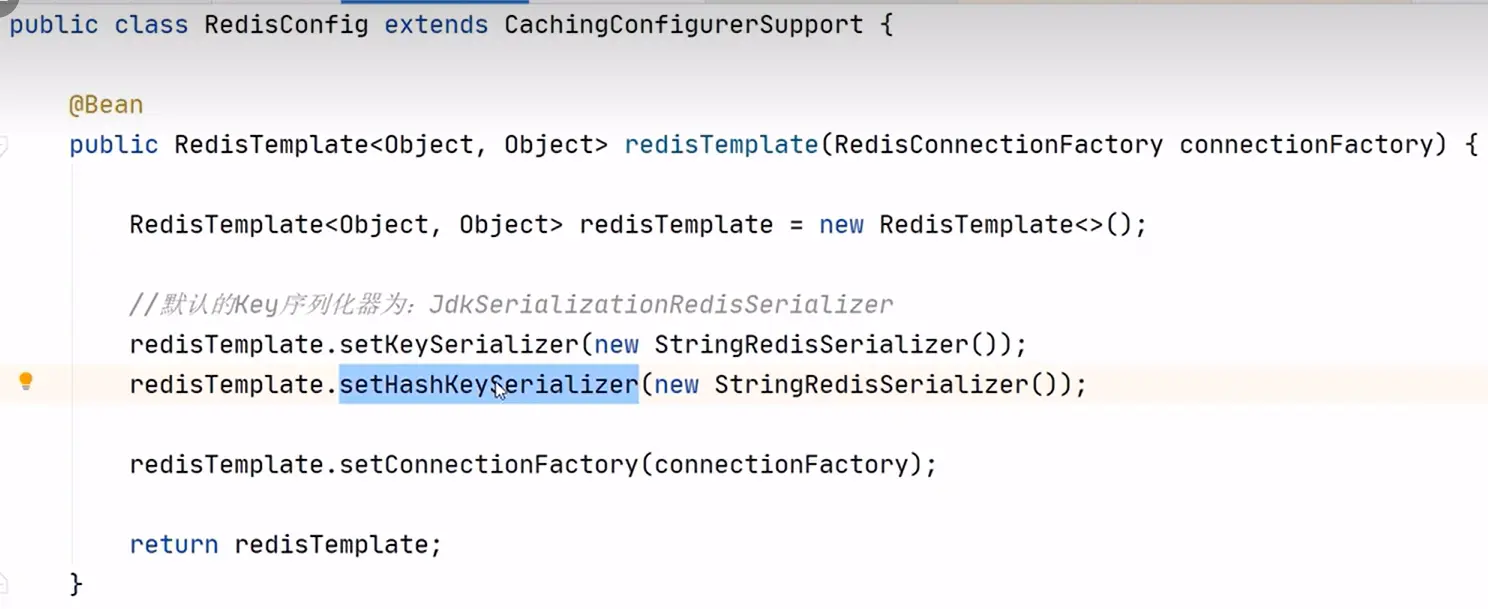 public class RedisConfig extends CachingConfigurerSupport {
@Bean
public RedisTemplate<Object, Object> redisTemplate(RedisConnectionFactory connectionFactory) {
RedisTemplate<Object, Object> redisTemplate = new RedisTemplate<>();
//默认的Key序列化器为：JdkSerializationRedisSerializer
redisTemplate.setKeySerializer(new StringRedisSerializer());
redisTemplate.setHashKeySerializer(new StringRedisSerializer());
redisTemplate.setConnectionFactory(connectionFactory);
return redisTemplate;
}